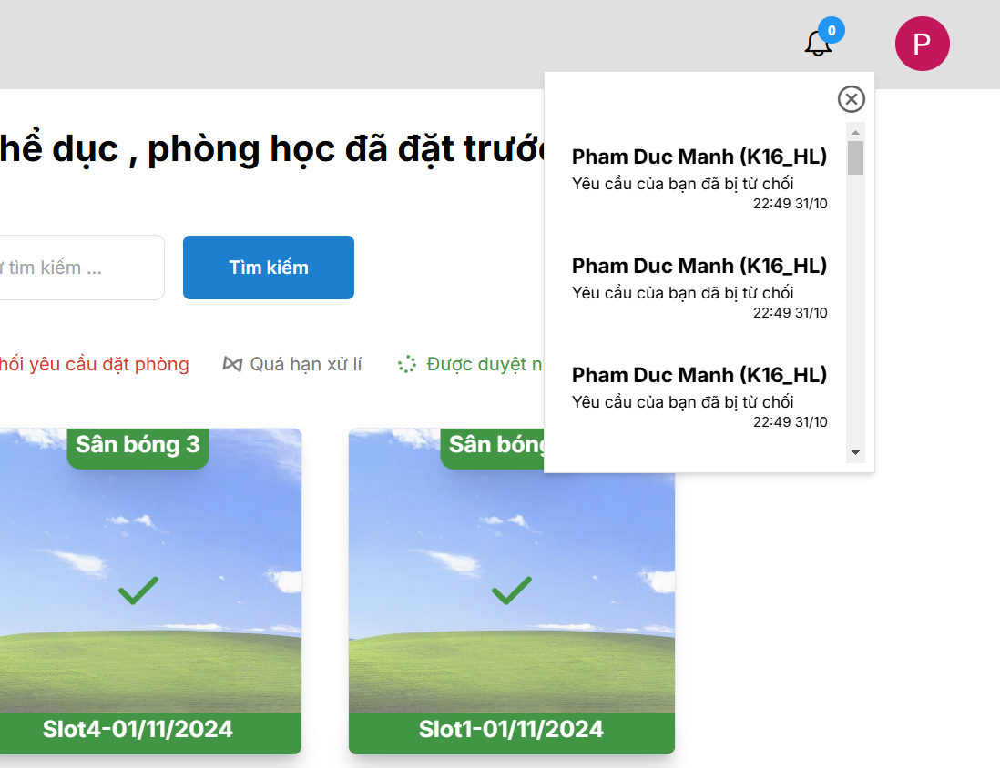 0
P
hể dục , phòng học đã đặt trước
tìm kiếm ...
Tìm kiếm
hối yêu cầu đặt phòng
Quá hạn xử lí
Được duyệt
Pham Duc Manh (K16_HL)
Yêu cầu của bạn đã bị từ chối
22:49 31/10
Pham Duc Manh (K16_HL)
Yêu cầu của bạn đã bị từ chối
22:49 31/10
Pham Duc Manh (K16_HL)
Yêu cầu của bạn đã bị từ chối
22:49 31/10
Sân bóng 3
Sân bóng
Slot4-01/11/2024
Slot1-01/11/2024